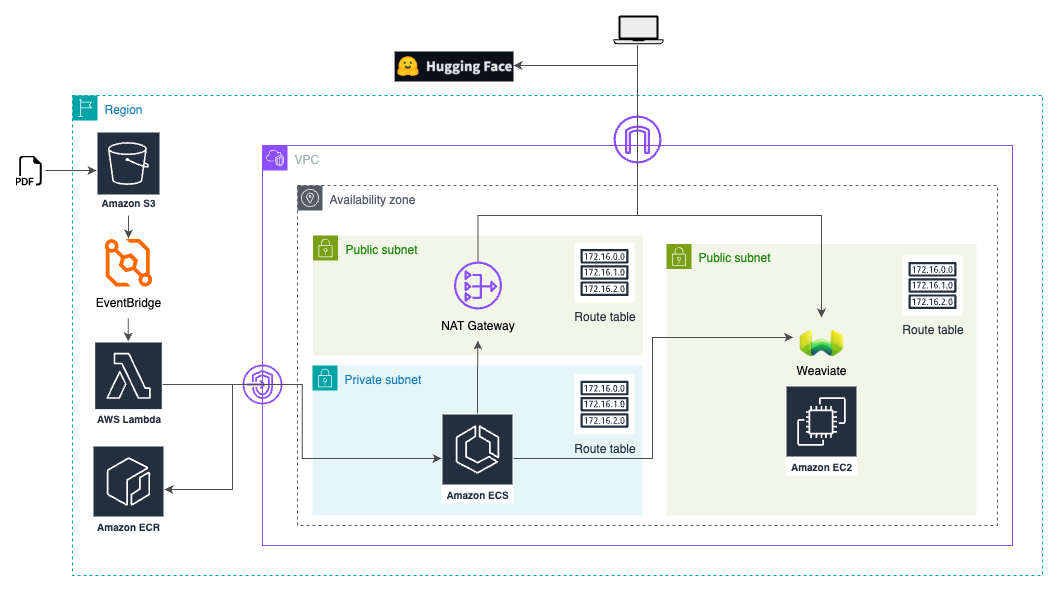 Hugging Face
Region
PDF
Amazon S3
VPC
Availability zone
Public subnet
172.16.0.0
172.16.1.0
172.16.2.0
Route table
NAT Gateway
Public subnet
172.16.0.0
172.16.1.0
172.16.2.0
Route table
EventBridge
Weaviate
AWS Lambda
Private subnet
172.16.0.0
172.16.1.0
172.16.2.0
Route table
Amazon ECS
Amazon EC2
Amazon ECR